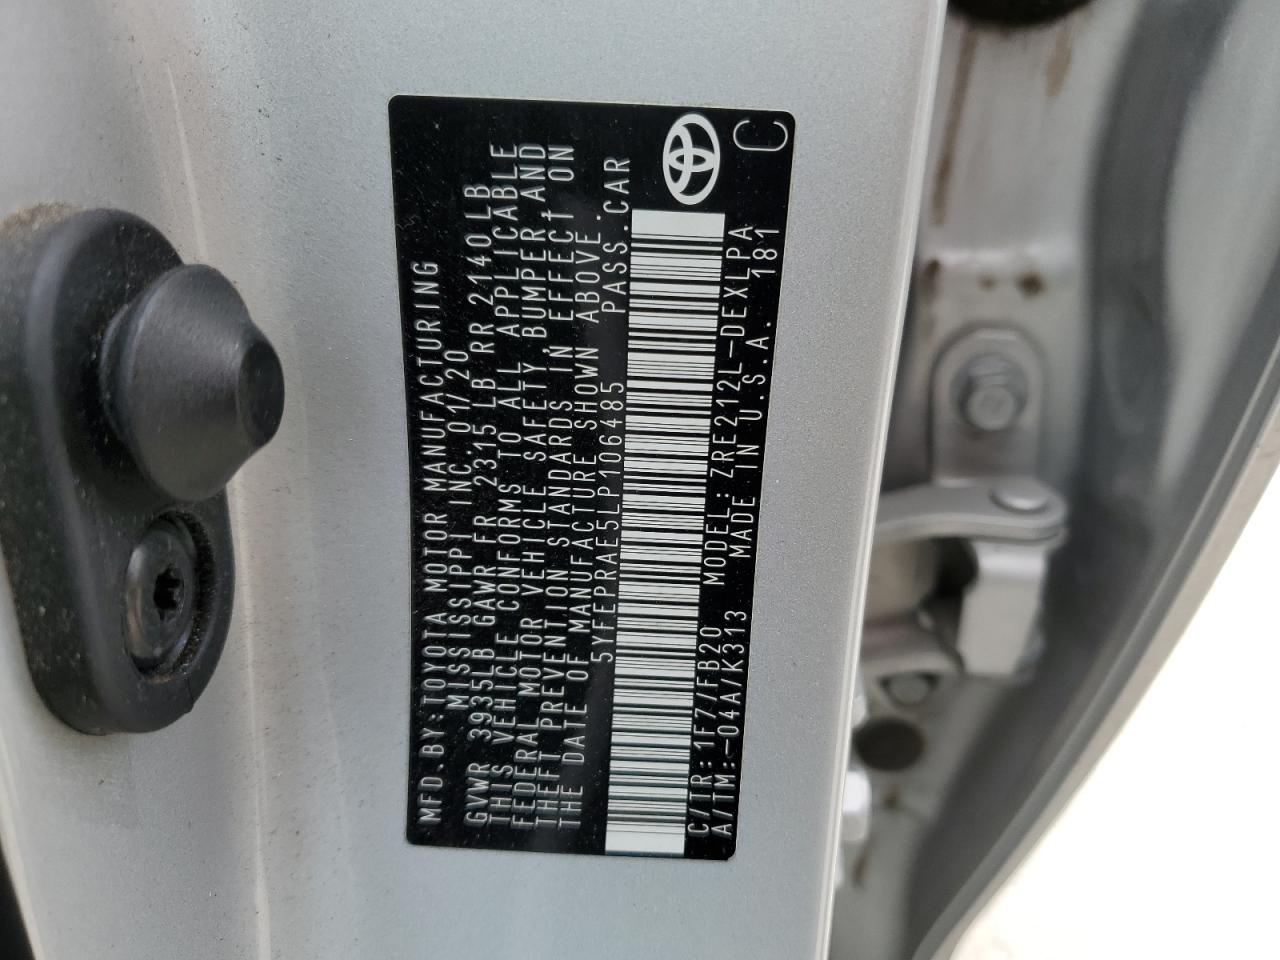 MFD.BY:TOYOTA MOTOR MANUFACTURING
MISSISSIPPI INC.01/20
GVWR 3935LB GAWR FR 2315LB RR 2140LB
THIS VEHICLE CONFORMS TO ALL APPLICABLE
FEDERAL MOTOR VEHICLE SAFETY,BUMPER,AND
THEFT PREVENTION STANDARDS IN EFFECT ON
THE DATE OF MANUFACTURE SHOWN ABOVE.
5YFEPRAE5LP106485 PASS.CAR
C/TR:1F7/FB20 MODEL:ZRE212L-DEXLPA
A/TM:-04A/K313 MADE IN U.S.A. 181
C